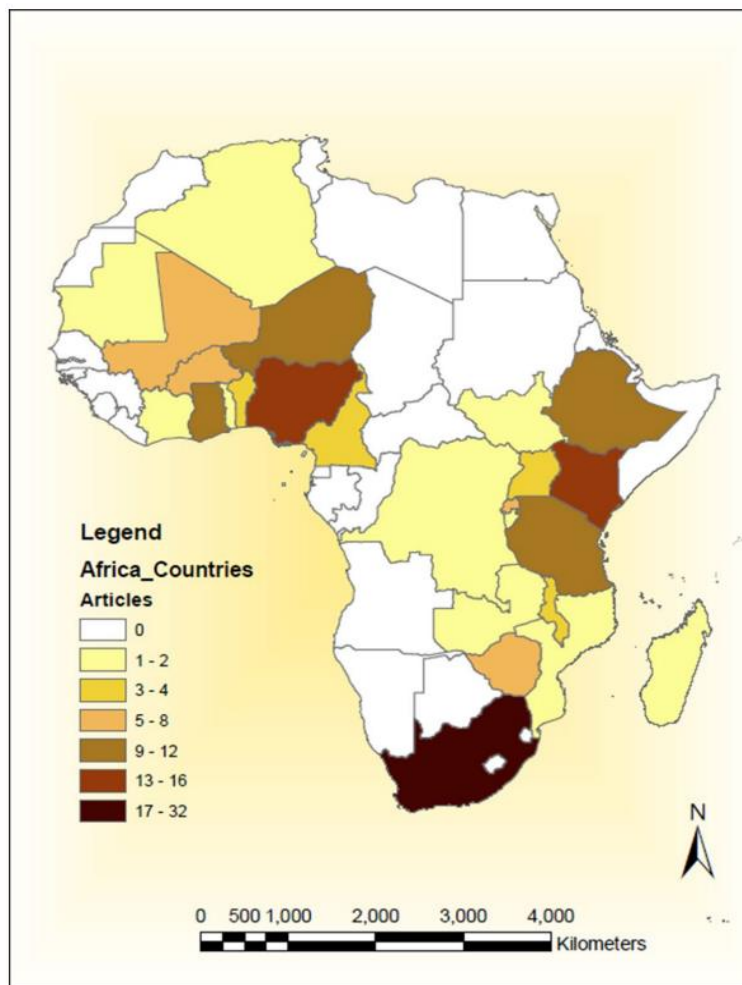 Legend
Africa_Countries
Articles
0
1 - 2
3 - 4
5 - 8
9 - 12
13 - 16
17 - 32
N
0 500 1,000 2,000 3,000 4,000
Kilometers